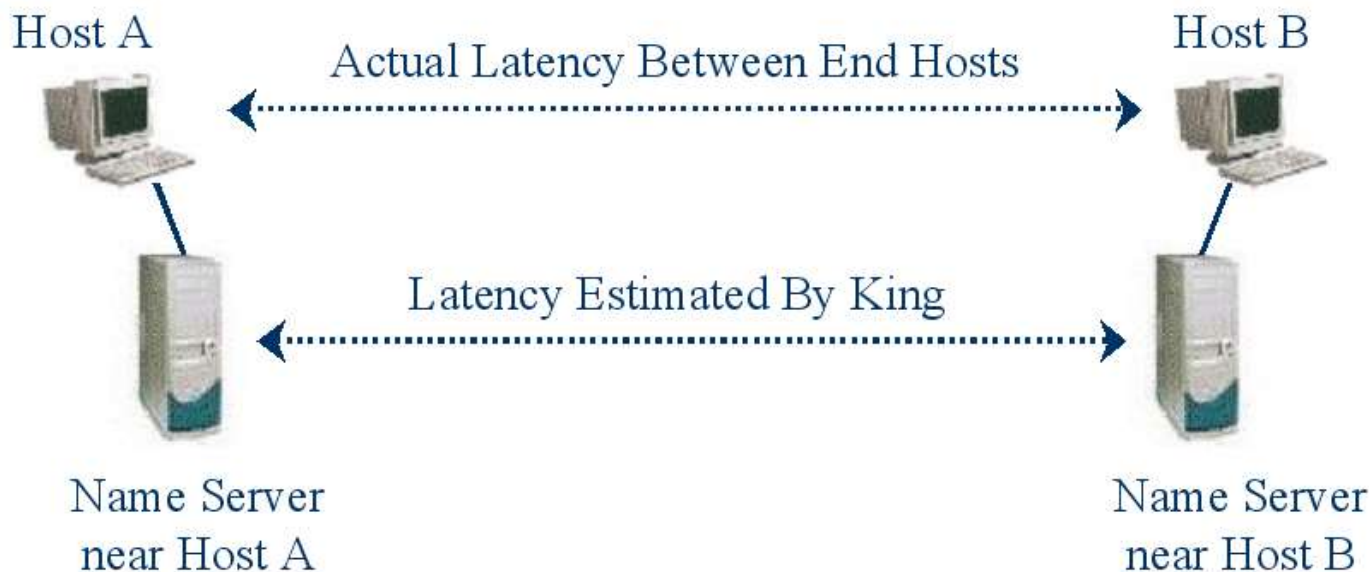 Host A
Host B
Actual Latency Between End Hosts
Latency Estimated By King
Name Server
near Host A
Name Server
near Host B